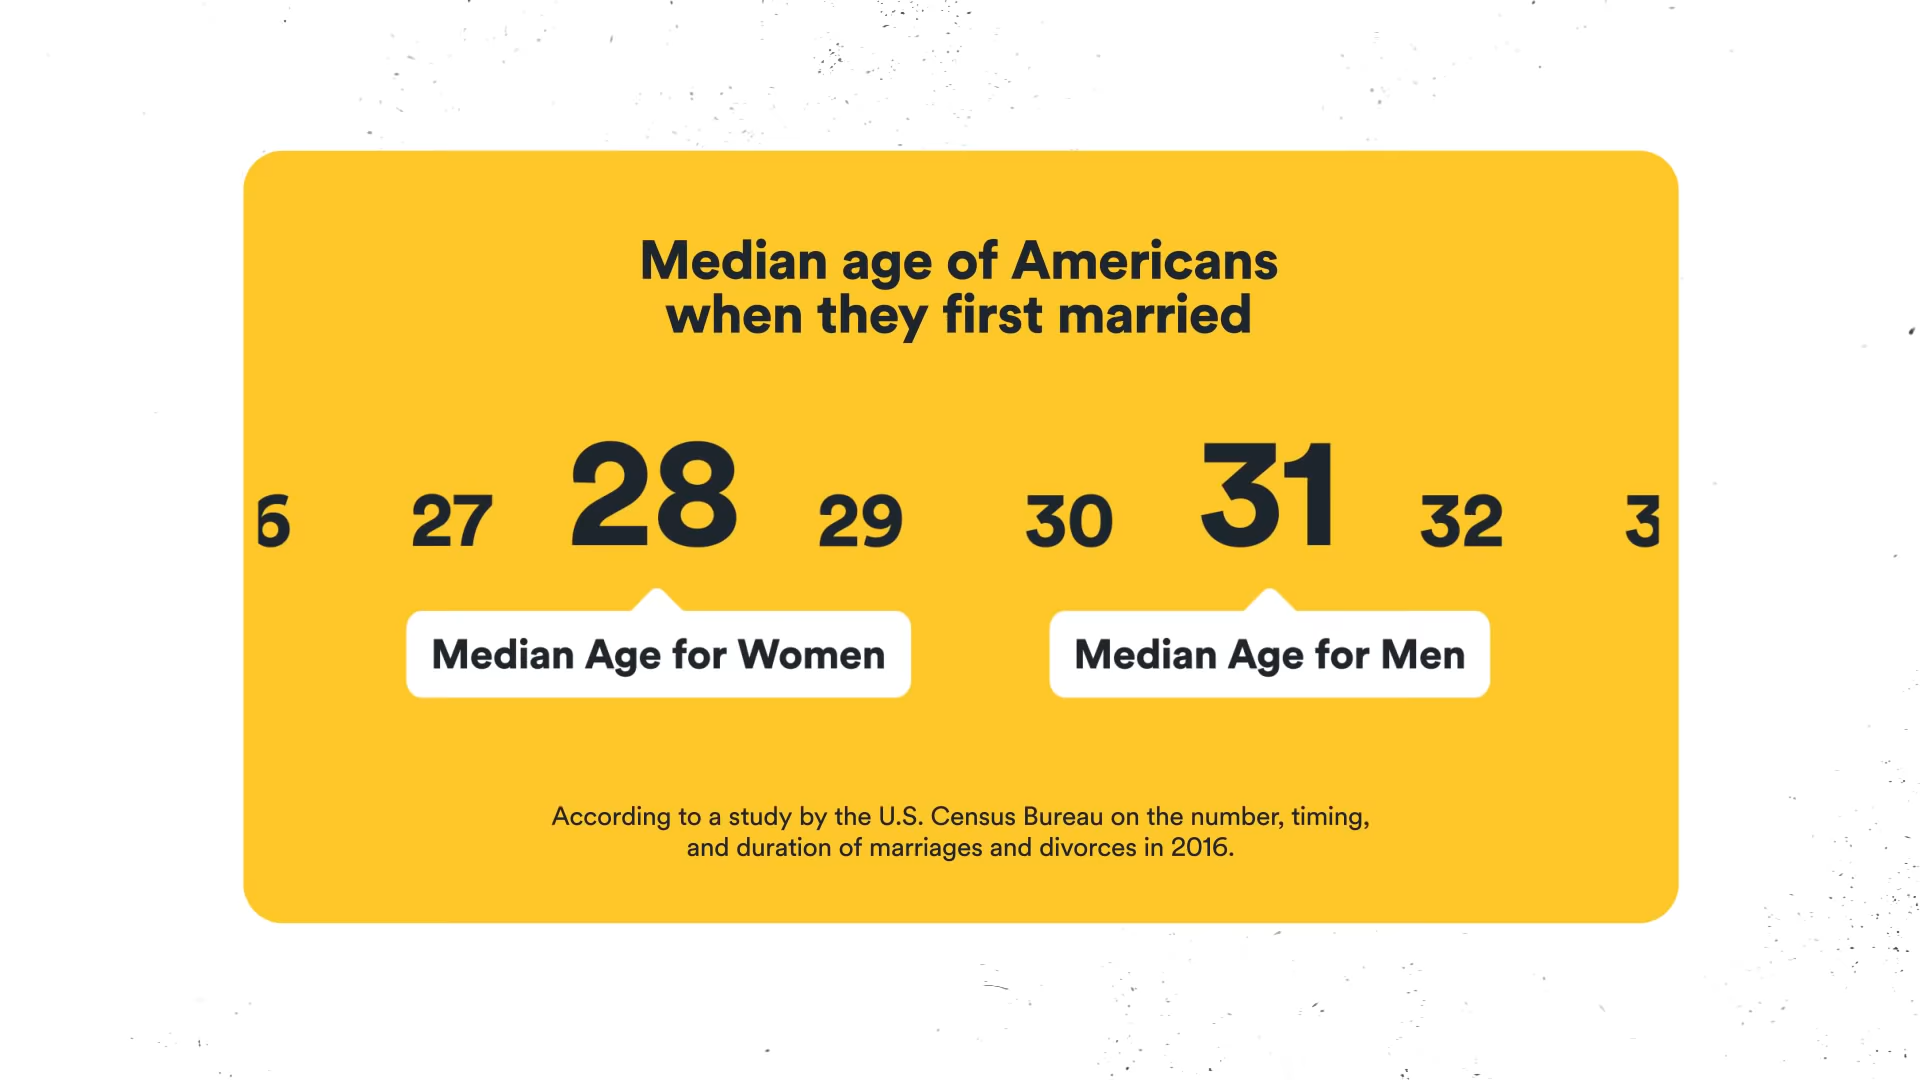 Median age of Americans
when they first married
6 27 28 29 30 31 32 3
Median Age for Women
Median Age for Men
According to a study by the U.S. Census Bureau on the number, timing,
and duration of marriages and divorces in 2016.